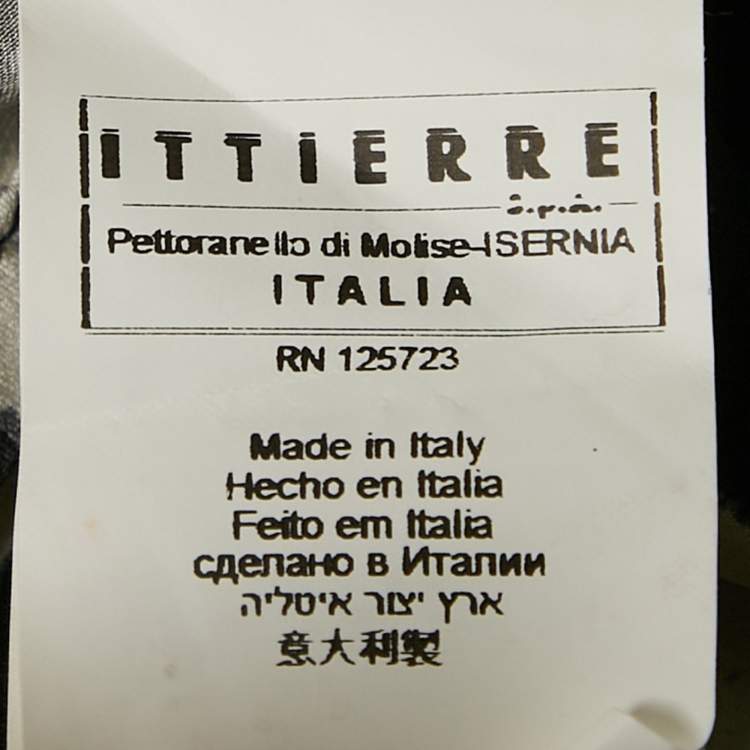 ITTIERRE
S.p.A.
Pettoranello di Molise-ISERNIA
ITALIA
RN 125723
Made in Italy
Hecho en Italia
Feito em Italia
сделано в Италии
ארץ יצור איטליה
意大利製